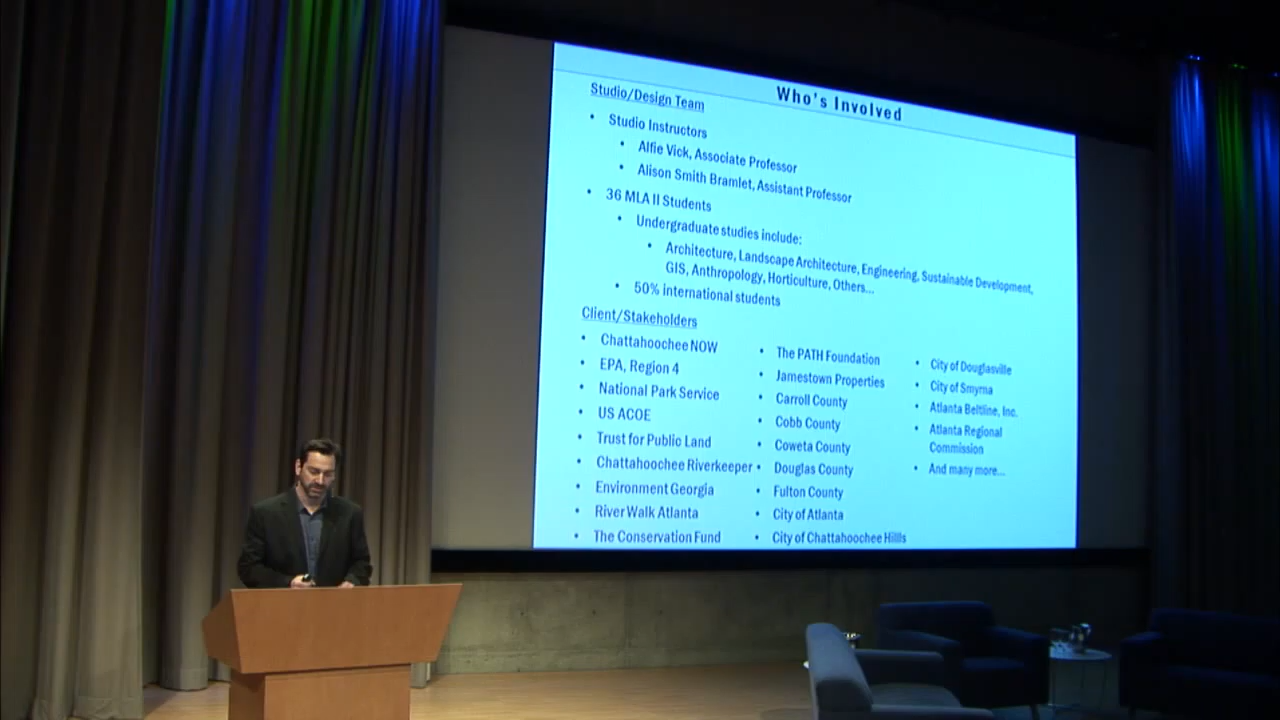 Who's Involved
Studio/Design Team
• Studio Instructors
• Alfie Vick, Associate Professor
• Alison Smith Bramlet, Assistant Professor
• 36 MLA II Students
• Undergraduate studies include:
• Architecture, Landscape Architecture, Engineering, Sustainable Development,
GIS, Anthropology, Horticulture, Others...
• 50% international students
Client/Stakeholders
• Chattahoochee NOW
• EPA, Region 4
• National Park Service
• US ACOE
• Trust for Public Land
• Chattahoochee Riverkeeper
• Environment Georgia
• River Walk Atlanta
• The Conservation Fund
• The PATH Foundation
• Jamestown Properties
• Carroll County
• Cobb County
• Coweta County
• Douglas County
• Fulton County
• City of Atlanta
• City of Chattahoochee Hillls
• City of Douglasville
• City of Smyrna
• Atlanta Beltline, Inc.
• Atlanta Regional
Commission
• And many more...